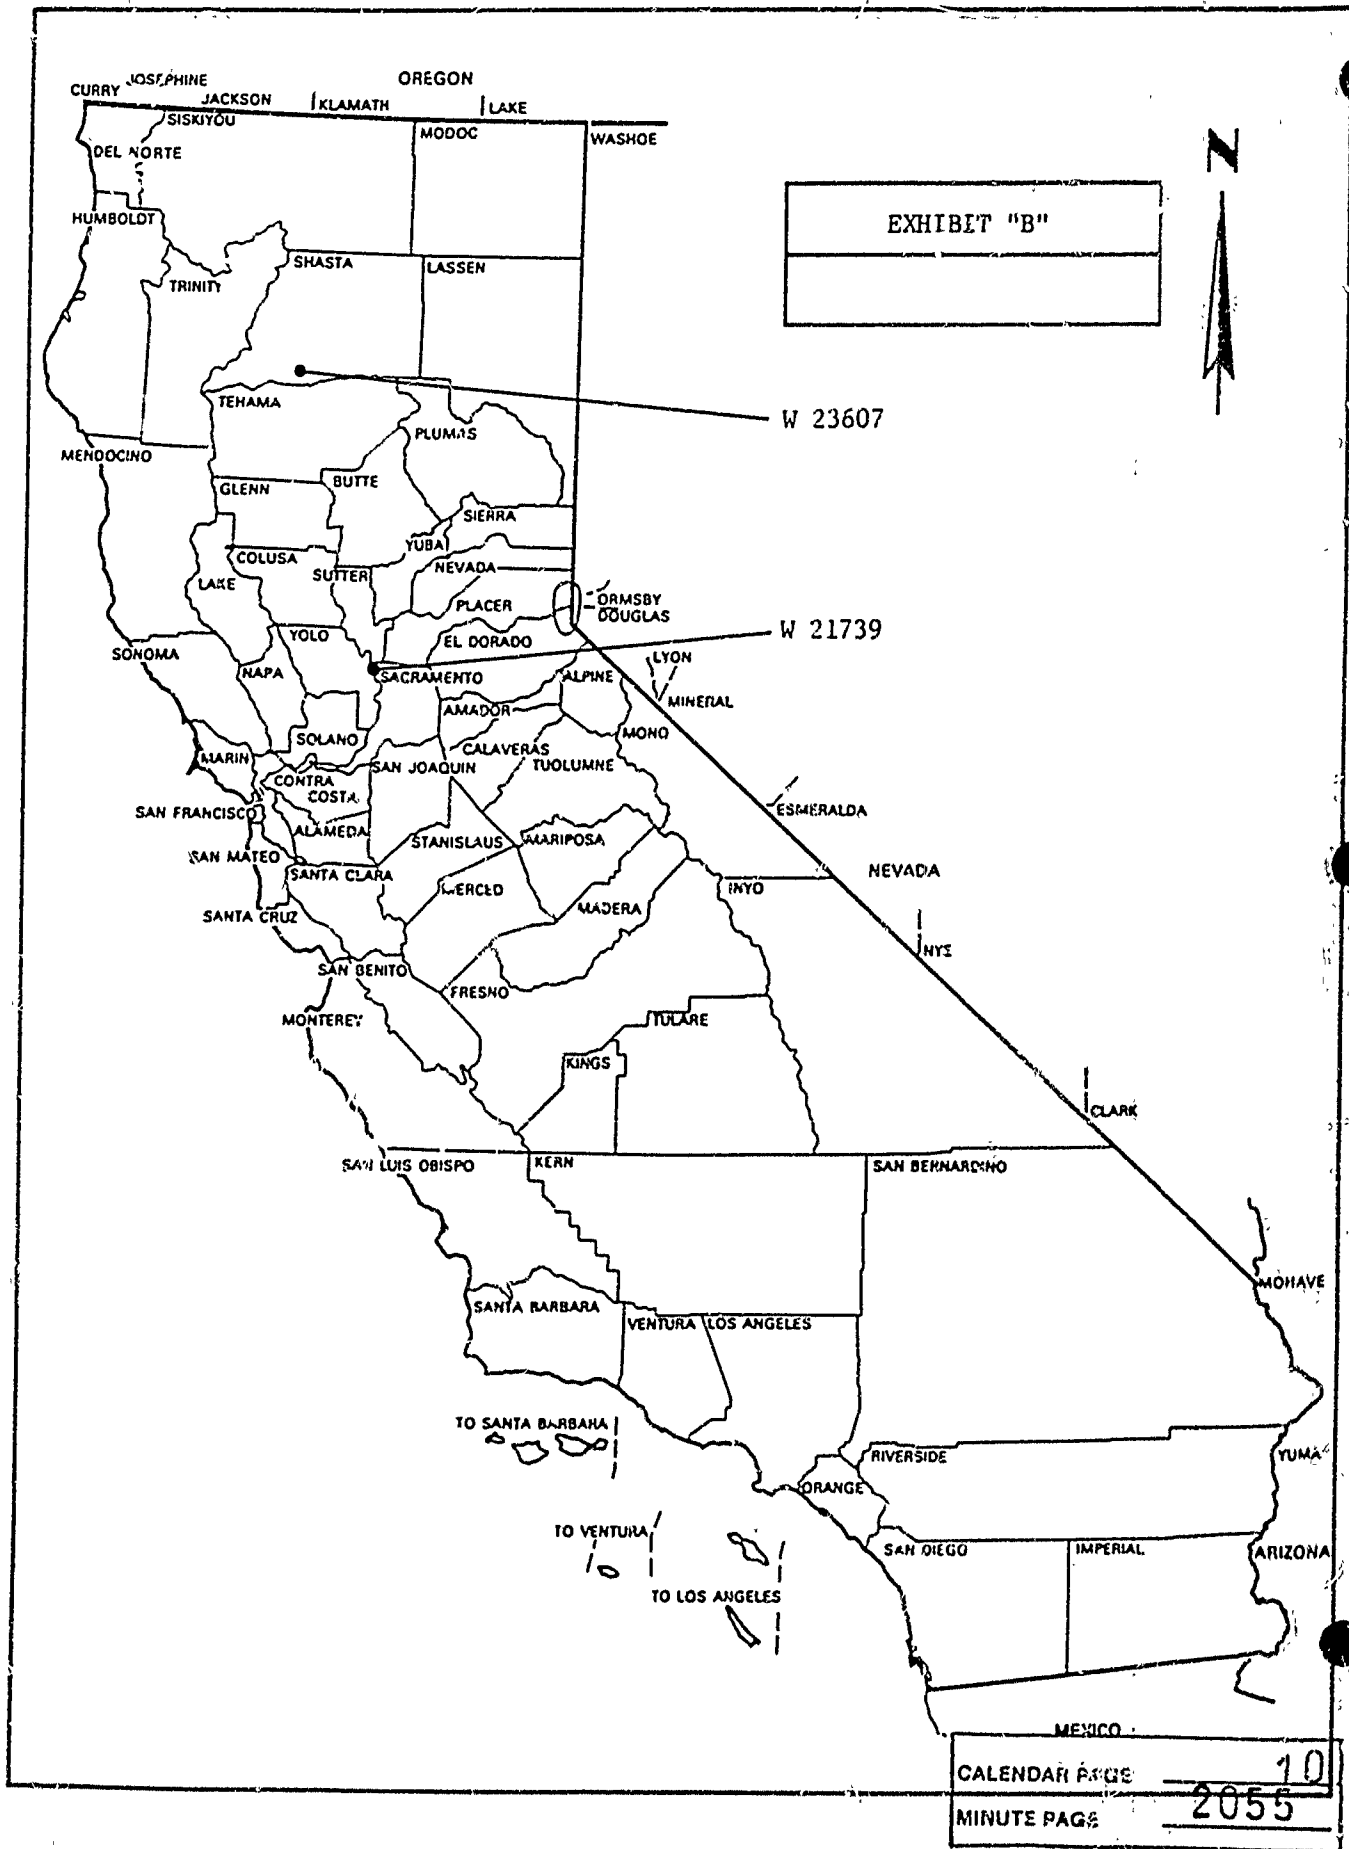 JOSEPHINE
OREGON
CURRY
JACKSON
KLAMATH
LAKE
SISKIYOU
MODOC
WASHOE
DEL NORTE
N
HUMBOLDT
EXHIBIT "B"
SHASTA
LASSEN
TRINITY
TEHAMA
W 23607
PLUMAS
MENDOCINO
GLENN
BUTTE
SIERRA
YUBA
COLUSA
NEVADA
SUTTER
LAKE
ORMSBY
PLACER
DOUGLAS
YOLO
EL DORADO
W 21739
SONOMA
LYON
NAPA
SACRAMENTO
ALPINE
MINERAL
AMADOR
SOLANO
MONO
CALAVERAS
MARIN
SAN JOAQUIN
TUOLUMNE
CONTRA
COSTA
SAN FRANCISCO
ESMERALDA
ALAMEDA
STANISLAUS
MARIPOSA
SAN MATEO
SANTA CLARA
NEVADA
MERCED
INYO
SANTA CRUZ
MADERA
NYE
SAN BENITO
FRESNO
MONTEREY
TULARE
KINGS
CLARK
SAN LUIS OBISPO
KERN
SAN BERNARDINO
MOHAVE
SANTA BARBARA
VENTURA
LOS ANGELES
TO SANTA BARBARA
RIVERSIDE
YUMA
ORANGE
TO VENTURA
SAN DIEGO
IMPERIAL
ARIZONA
TO LOS ANGELES
MEXICO
CALENDAR PAGE 10
MINUTE PAGE 2055